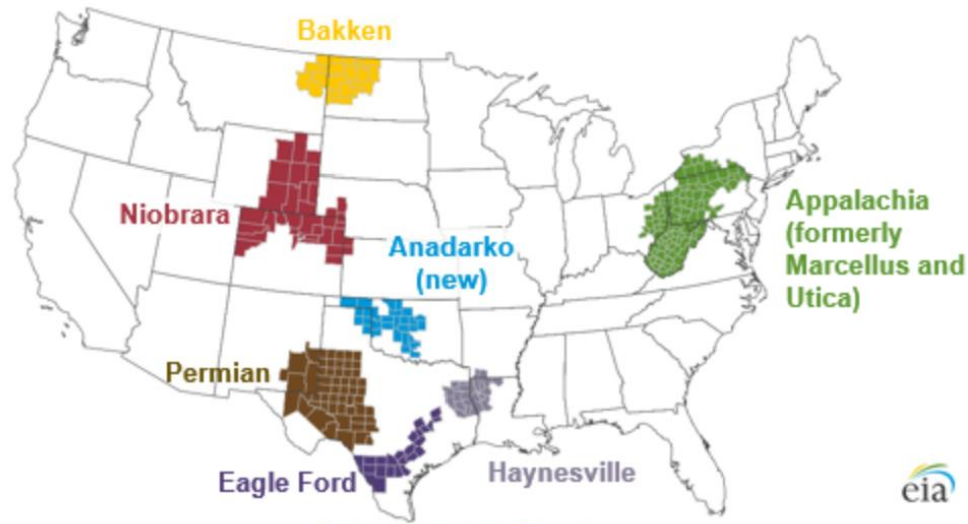 Bakken
Niobrara
Anadarko
(new)
Appalachia
(formerly
Marcellus and
Utica)
Permian
Eagle Ford
Haynesville
eia